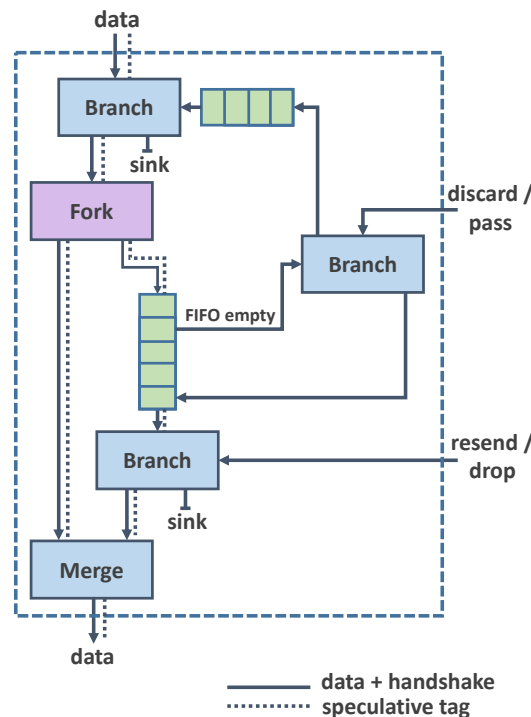 data
Branch
sink
Fork
discard /
pass
Branch
FIFO empty
Branch
resend /
drop
sink
Merge
data
data + handshake
speculative tag